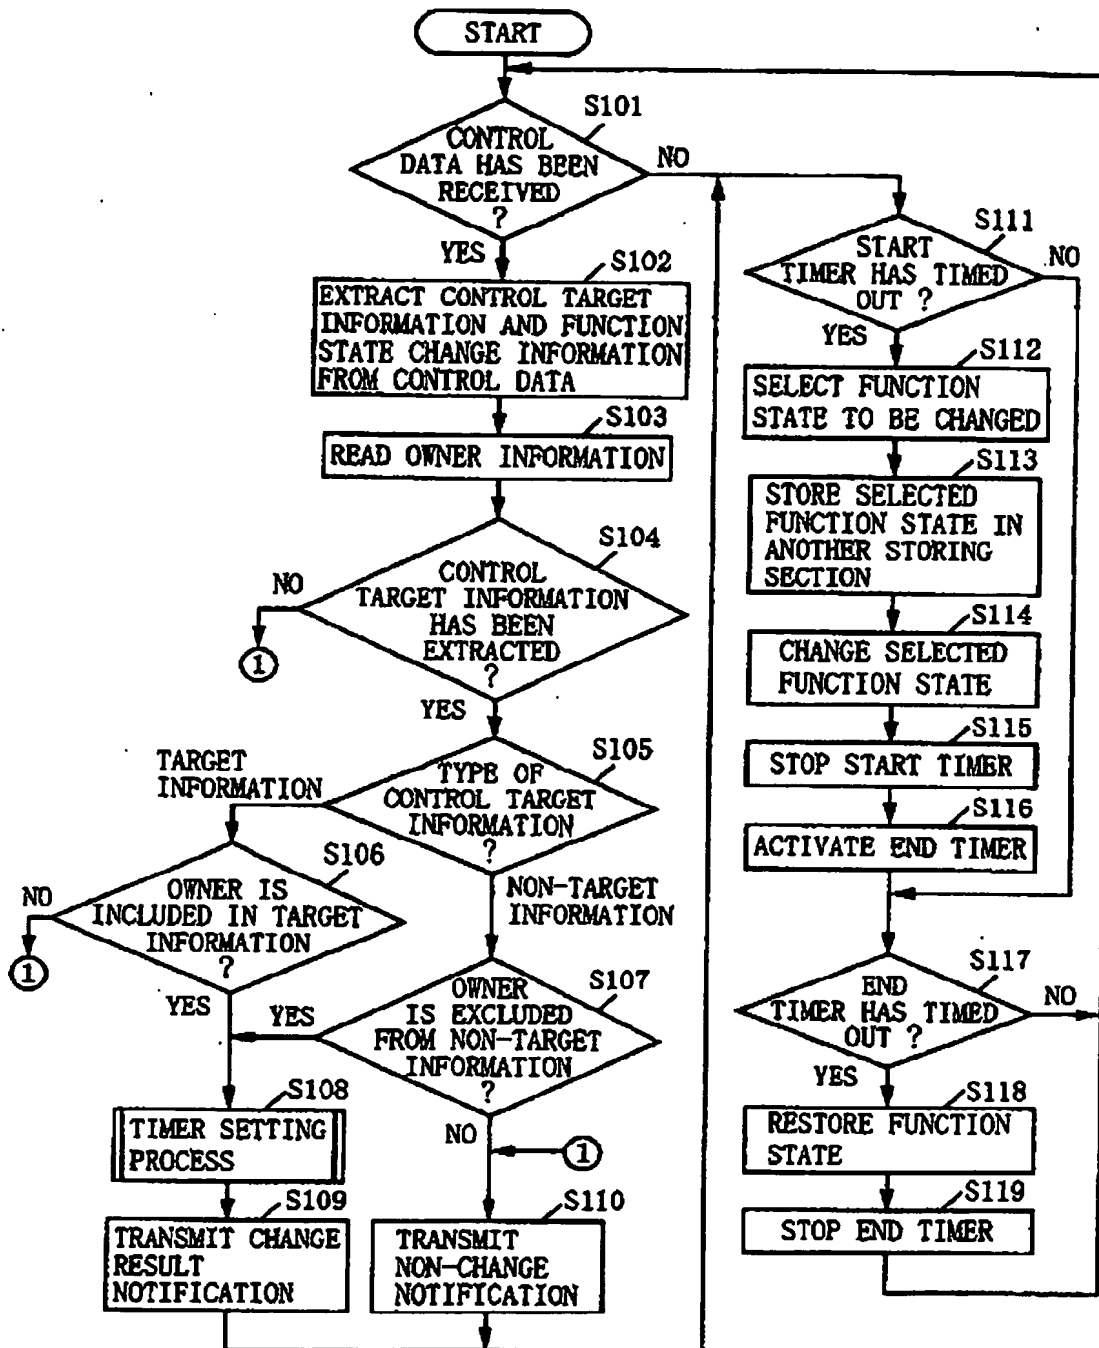 START
S101
CONTROL
DATA HAS BEEN
RECEIVED
?
NO
YES
S102
EXTRACT CONTROL TARGET
INFORMATION AND FUNCTION
STATE CHANGE INFORMATION
FROM CONTROL DATA
S103
READ OWNER INFORMATION
S104
CONTROL
TARGET INFORMATION
HAS BEEN
EXTRACTED
?
NO
1
YES
S105
TYPE OF
CONTROL TARGET
INFORMATION
?
TARGET
INFORMATION
NON-TARGET
INFORMATION
S106
OWNER IS
INCLUDED IN TARGET
INFORMATION
?
NO
1
YES
S107
OWNER
IS EXCLUDED
FROM NON-TARGET
INFORMATION
?
YES
NO
1
S108
TIMER SETTING
PROCESS
S109
TRANSMIT CHANGE
RESULT
NOTIFICATION
S110
TRANSMIT
NON-CHANGE
NOTIFICATION
S111
START
TIMER HAS TIMED
OUT ?
NO
YES
S112
SELECT FUNCTION
STATE TO BE CHANGED
S113
STORE SELECTED
FUNCTION STATE IN
ANOTHER STORING
SECTION
S114
CHANGE SELECTED
FUNCTION STATE
S115
STOP START TIMER
S116
ACTIVATE END TIMER
S117
END
TIMER HAS TIMED
OUT ?
NO
YES
S118
RESTORE FUNCTION
STATE
S119
STOP END TIMER